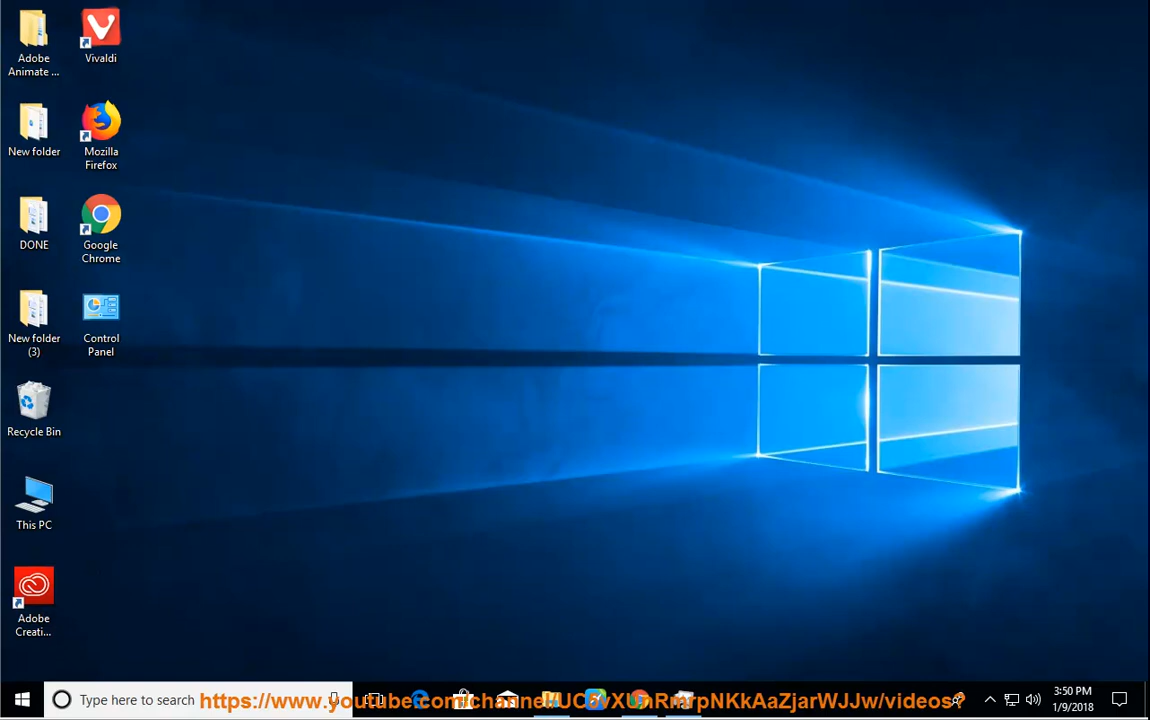 Adobe
Animate ...
Vivaldi
New folder
Mozilla
Firefox
DONE
Google
Chrome
New folder
(3)
Control
Panel
Recycle Bin
This PC
Adobe
Creati...
Type here to search
3:50 PM
1/9/2018